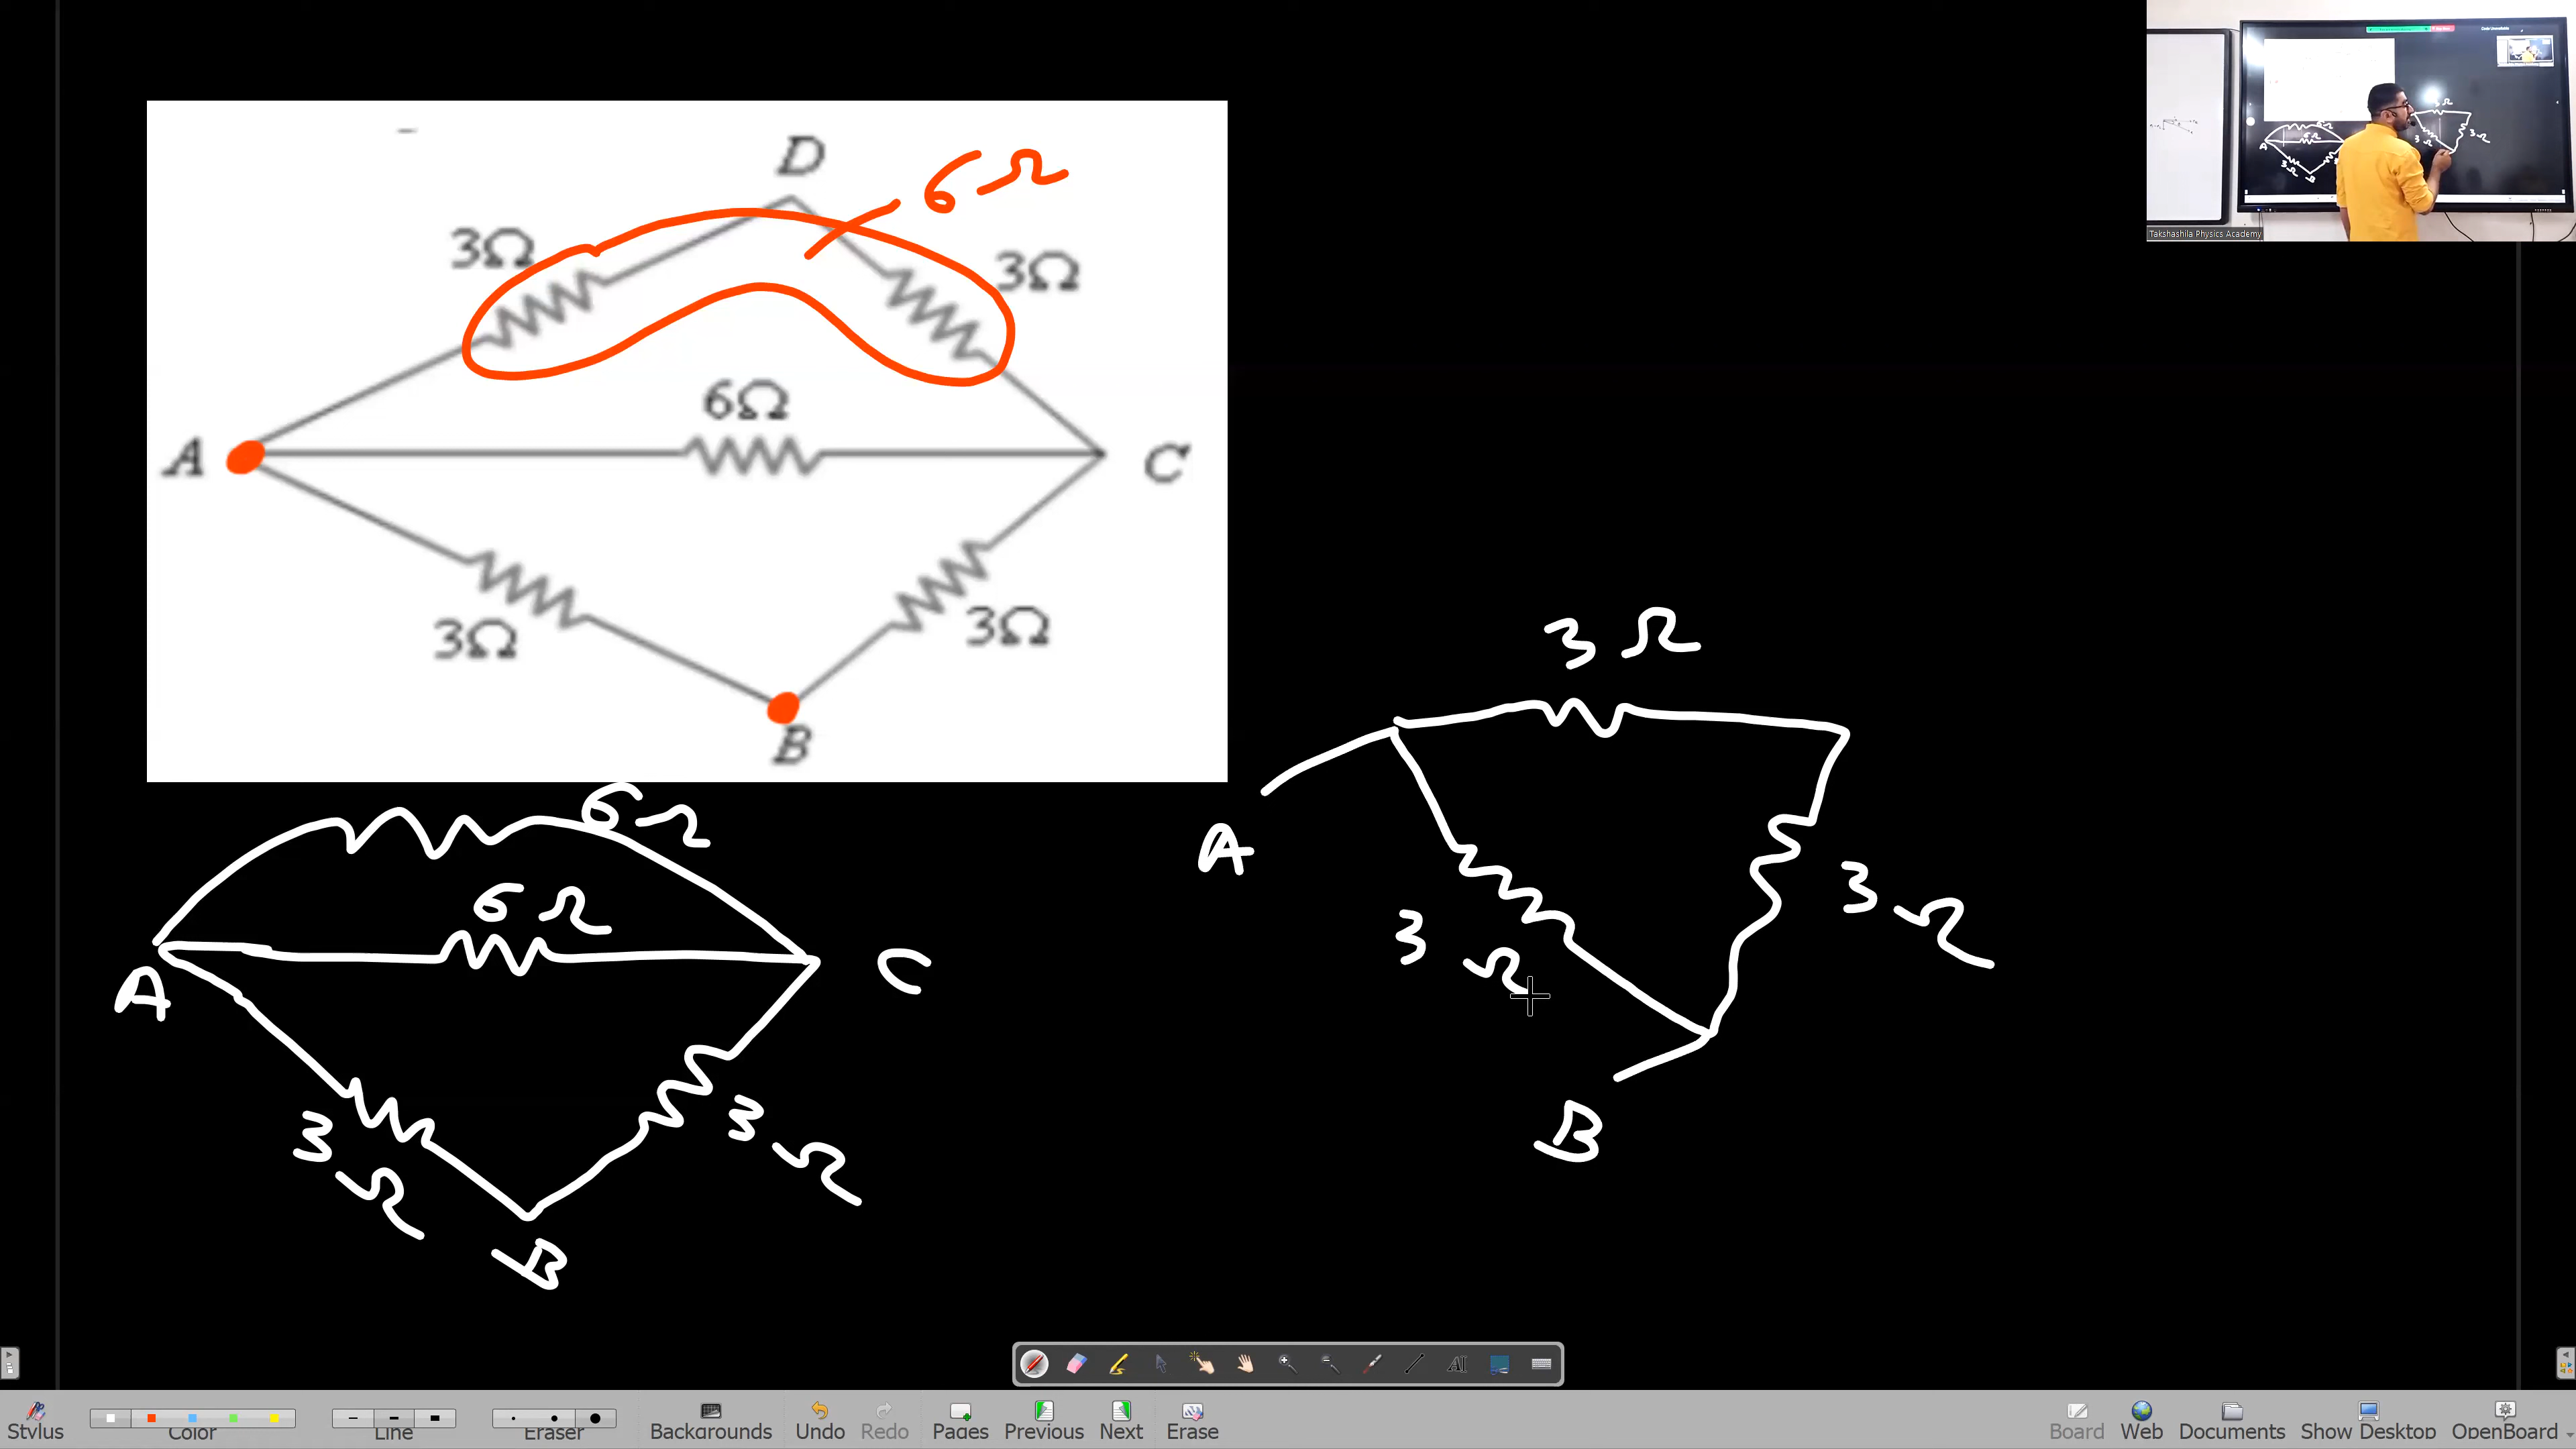 D
6Ω
3Ω
3Ω
6Ω
A
C
3Ω
3Ω
B
6Ω
6Ω
A
C
3Ω
3Ω
B
3Ω
A
3Ω
3Ω
B
Takshashila Physics Academy
Stylus
Color
Line
Eraser
Backgrounds
Undo
Redo
Pages
Previous
Next
Erase
Board
Web
Documents
Show Desktop
OpenBoard